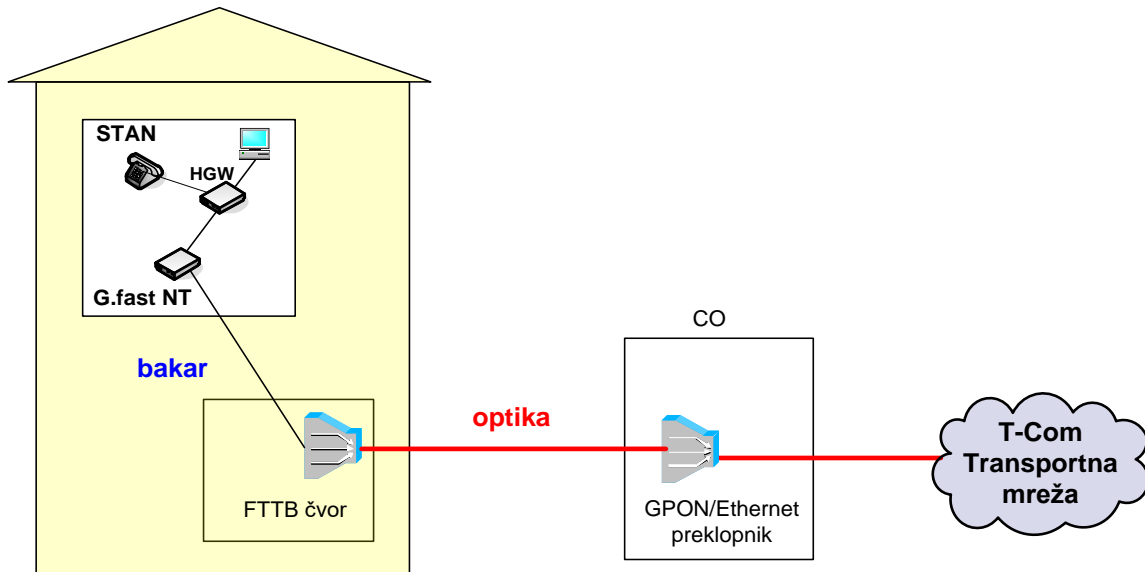 STAN
HGW
G.fast NT
bakar
FTTB čvor
optika
CO
GPON/Ethernet
preklopnik
T-Com
Transportna
mreža